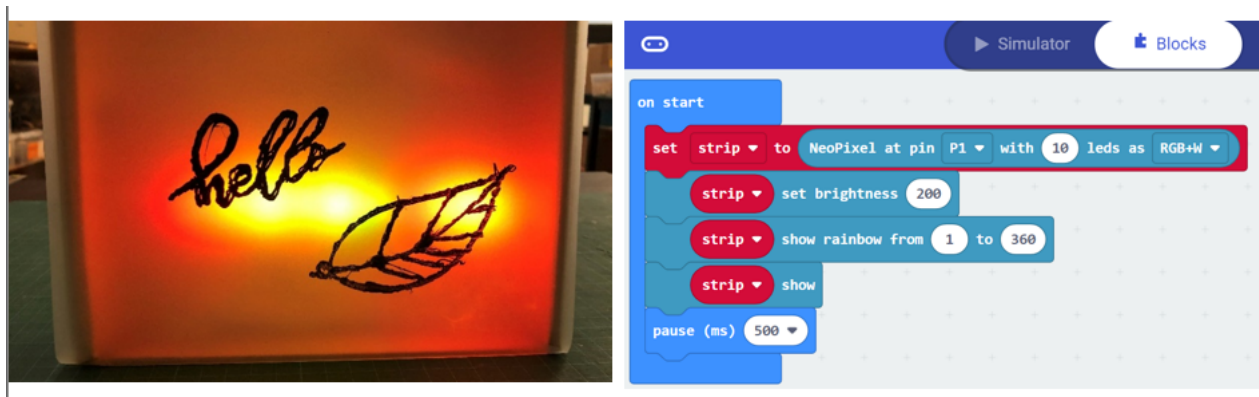 hello
Simulator
Blocks
on start
set strip to NeoPixel at pin P1 with 10 leds as RGB+W
strip set brightness 200
strip show rainbow from 1 to 360
strip show
pause (ms) 500